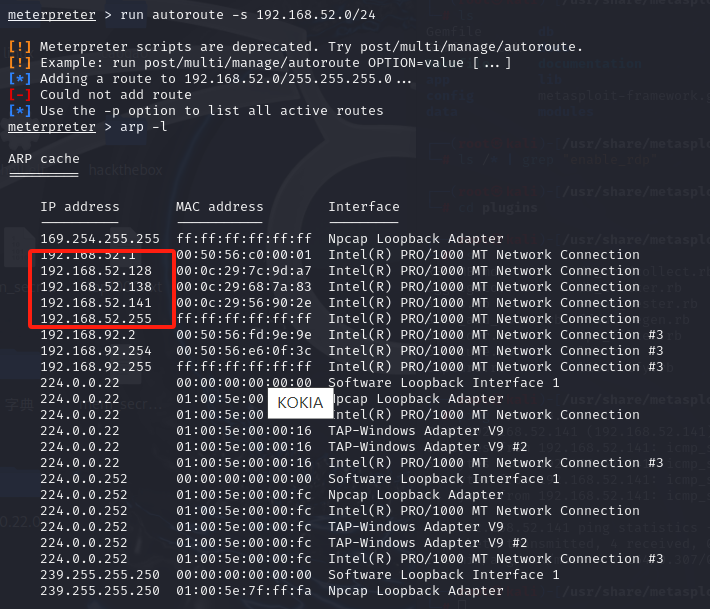 meterpreter > run autoroute -s 192.168.52.0/24
[!] Meterpreter scripts are deprecated. Try post/multi/manage/autoroute.
[!] Example: run post/multi/manage/autoroute OPTION=value [...]
[*] Adding a route to 192.168.52.0/255.255.255.0...
[-] Could not add route
[*] Use the -p option to list all active routes
meterpreter > arp -l
ARP cache
IP address MAC address Interface
169.254.255.255 ff:ff:ff:ff:ff:ff Npcap Loopback Adapter
192.168.52.1 00:50:56:c0:00:01 Intel(R) PRO/1000 MT Network Connection
192.168.52.128 00:0c:29:7c:9d:a7 Intel(R) PRO/1000 MT Network Connection
192.168.52.138 00:0c:29:68:7a:83 Intel(R) PRO/1000 MT Network Connection
192.168.52.141 00:0c:29:56:90:2e Intel(R) PRO/1000 MT Network Connection
192.168.52.255 ff:ff:ff:ff:ff:ff Intel(R) PRO/1000 MT Network Connection
192.168.92.2 00:50:56:fd:9e:9e Intel(R) PRO/1000 MT Network Connection #3
192.168.92.254 00:50:56:e6:0f:3c Intel(R) PRO/1000 MT Network Connection #3
192.168.92.255 ff:ff:ff:ff:ff:ff Intel(R) PRO/1000 MT Network Connection #3
224.0.0.22 00:00:00:00:00:00 Software Loopback Interface 1
224.0.0.22 01:00:5e:00 Npcap Loopback Adapter
KOKIA
224.0.0.22 01:00:5e:00 Intel(R) PRO/1000 MT Network Connection
224.0.0.22 01:00:5e:00:00:16 TAP-Windows Adapter V9
224.0.0.22 01:00:5e:00:00:16 TAP-Windows Adapter V9 #2
224.0.0.22 01:00:5e:00:00:16 Intel(R) PRO/1000 MT Network Connection #3
224.0.0.252 00:00:00:00:00:00 Software Loopback Interface 1
224.0.0.252 01:00:5e:00:00:fc Npcap Loopback Adapter
224.0.0.252 01:00:5e:00:00:fc Intel(R) PRO/1000 MT Network Connection
224.0.0.252 01:00:5e:00:00:fc TAP-Windows Adapter V9
224.0.0.252 01:00:5e:00:00:fc TAP-Windows Adapter V9 #2
224.0.0.252 01:00:5e:00:00:fc Intel(R) PRO/1000 MT Network Connection #3
239.255.255.250 00:00:00:00:00:00 Software Loopback Interface 1
239.255.255.250 01:00:5e:7f:ff:fa Npcap Loopback Adapter